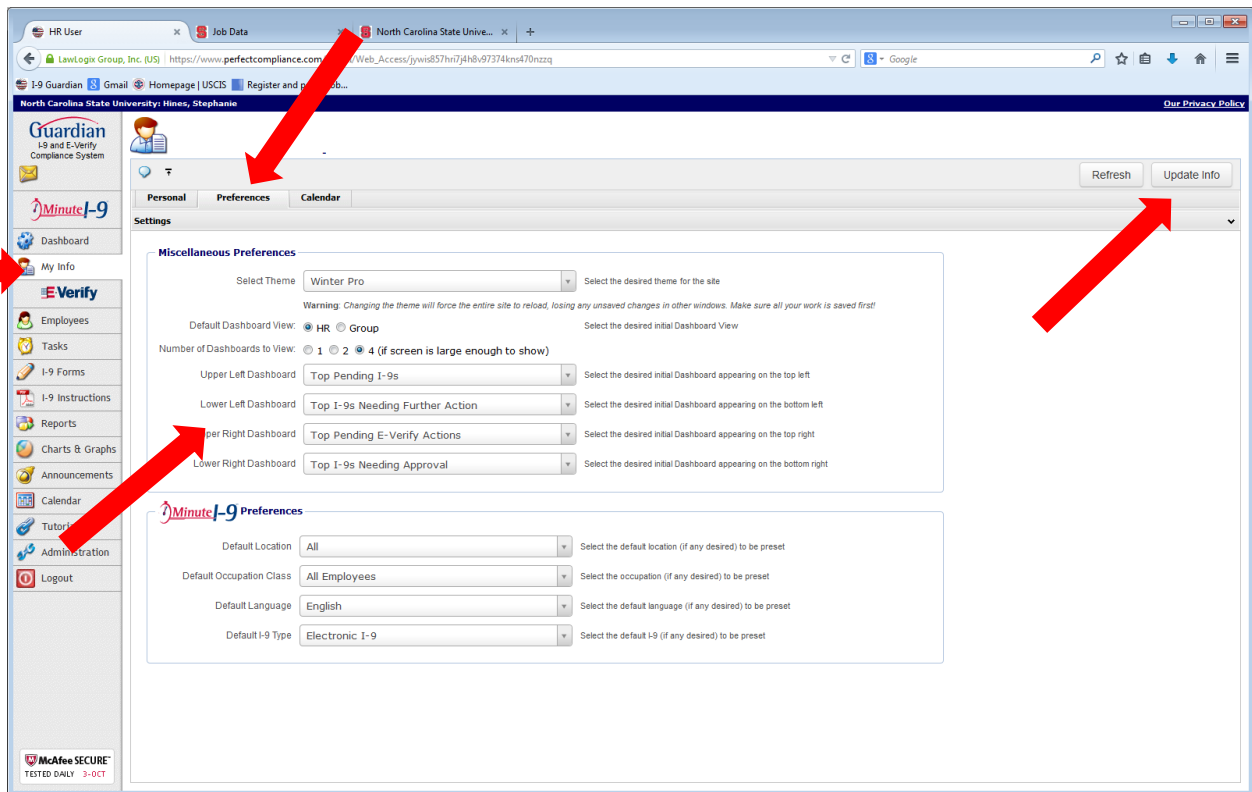 HR User
Job Data
North Carolina State Unive...
LawLogix Group, Inc. (US) https://www.perfectcompliance.com /Web_Access/jywis857hri7j4h8v97374kns470nzzq
Google
I-9 Guardian Gmail Homepage | USCIS Register and
North Carolina State University: Hines, Stephanie
Our Privacy Policy
Guardian
I-9 and E-Verify
Compliance System
Refresh
Update Info
Personal Preferences Calendar
Settings
Minute I-9
Dashboard
My Info
E-Verify
Employees
Tasks
I-9 Forms
I-9 Instructions
Reports
Charts & Graphs
Announcements
Calendar
Administration
Logout
McAfee SECURE™
TESTED DAILY 3-OCT
Miscellaneous Preferences
Select Theme Winter Pro Select the desired theme for the site
Warning: Changing the theme will force the entire site to reload, losing any unsaved changes in other windows. Make sure all your work is saved first!
Default Dashboard View: HR Group Select the desired initial Dashboard View
Number of Dashboards to View: 1 2 4 (if screen is large enough to show)
Upper Left Dashboard Top Pending I-9s Select the desired initial Dashboard appearing on the top left
Lower Left Dashboard Top I-9s Needing Further Action Select the desired initial Dashboard appearing on the bottom left
Right Dashboard Top Pending E-Verify Actions Select the desired initial Dashboard appearing on the top right
Lower Right Dashboard Top I-9s Needing Approval Select the desired initial Dashboard appearing on the bottom right
Minute I-9 Preferences
Default Location All Select the default location (if any desired) to be preset
Default Occupation Class All Employees Select the occupation (if any desired) to be preset
Default Language English Select the default language (if any desired) to be preset
Default I-9 Type Electronic I-9 Select the default I-9 (if any desired) to be preset